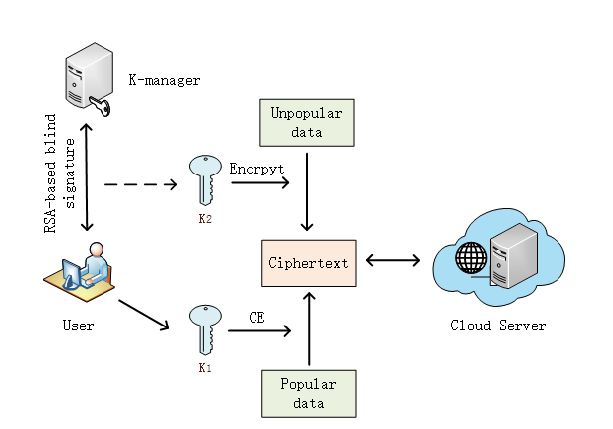 K-manager
RSA-based blind
signature
Unpopular
data
Encrpyt
K2
Ciphertext
User
Cloud Server
CE
K1
Popular
data